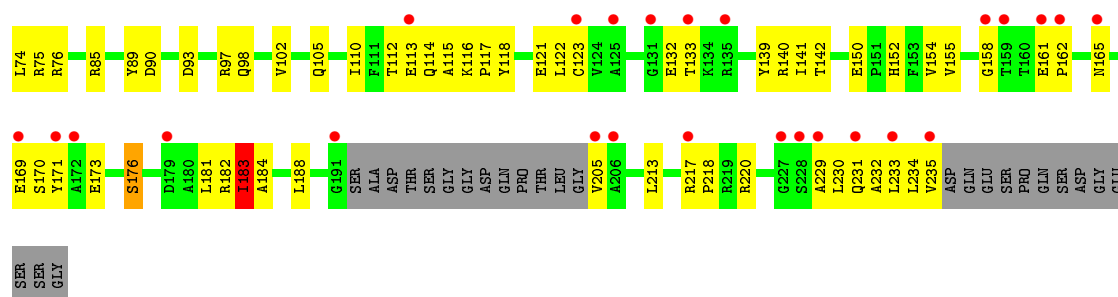 L74 R75 R76 R85 Y89 D90 D93 R97 Q98 V102 Q105 I110 F111 T112 E113 Q114 A115 K116 P117 Y118 E121 L122 C123 V124 A125 G131 E132 T133 K134 R135 Y139 R140 I141 T142 E150 P151 H152 F153 V154 V155 G158 T159 T160 E161 P162 N165
E169 S170 Y171 A172 E173 S176 D179 A180 L181 R182 I183 A184 L188 G191 SER ALA ASP THR SER GLY GLY ASP GLN PRO THR LEU GLY V205 A206 L213 R217 P218 R219 R220 G227 S228 A229 L230 Q231 A232 L233 L234 V235 ASP GLN GLU SER PRO GLN SER ASP GLY GLU
SER SER GLY